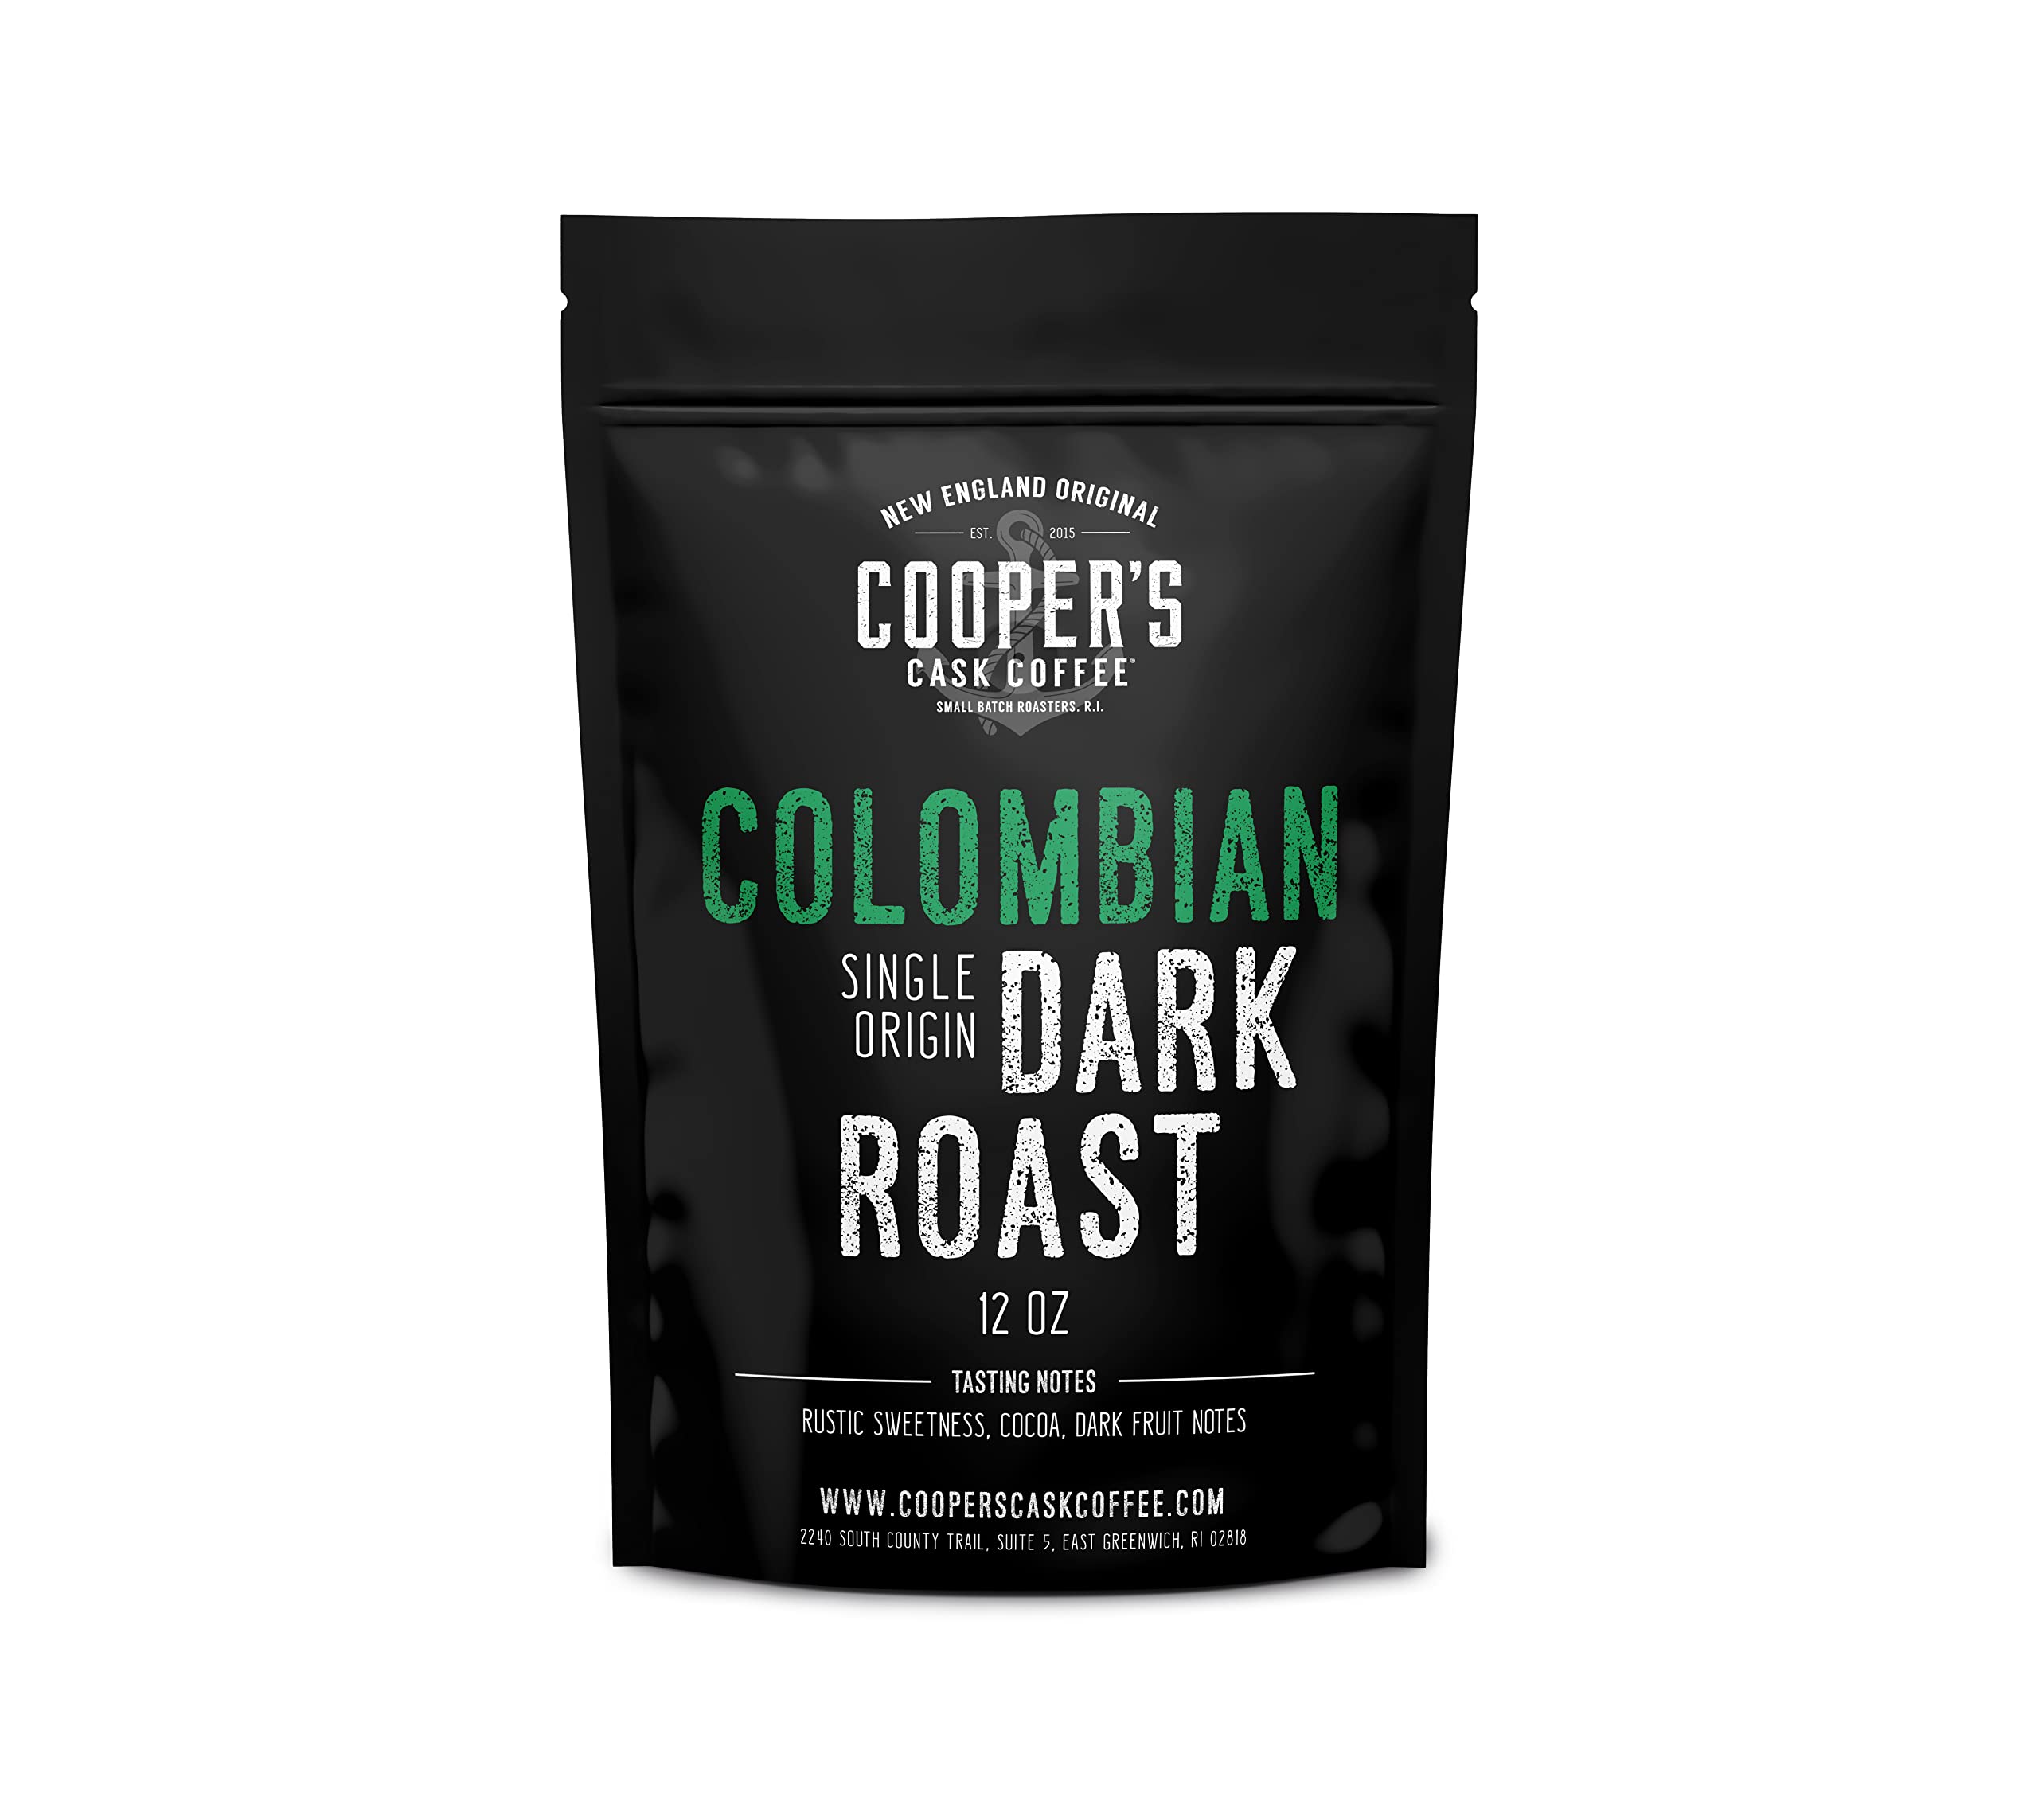 NEW ENGLAND ORIGINAL
EST. 2015
COOPER'S
CASK COFFEE®
SMALL BATCH ROASTERS. R.I.
COLOMBIAN
SINGLE
ORIGIN
DARK
ROAST
12 OZ
TASTING NOTES
RUSTIC SWEETNESS, COCOA, DARK FRUIT NOTES
WWW.COOPERSCASKCOFFEE.COM
2240 SOUTH COUNTY TRAIL, SUITE 5, EAST GREENWICH, RI 02818